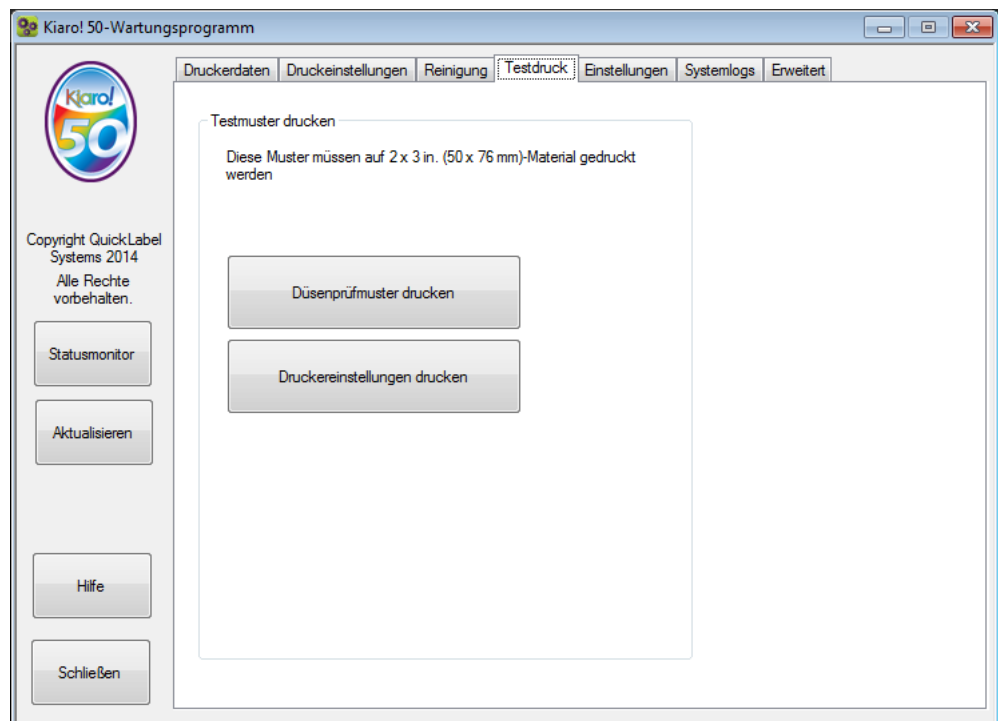 Kiaro! 50-Wartungsprogramm
Kiaro!
50
Copyright QuickLabel
Systems 2014
Alle Rechte
vorbehalten.
Statusmonitor
Aktualisieren
Hilfe
Schließen
Druckerdaten Druckeinstellungen Reinigung Testdruck Einstellungen Systemlogs Erweitert
Testmuster drucken
Diese Muster müssen auf 2 x 3 in. (50 x 76 mm)-Material gedruckt
werden
Düsenprüfmuster drucken
Druckereinstellungen drucken